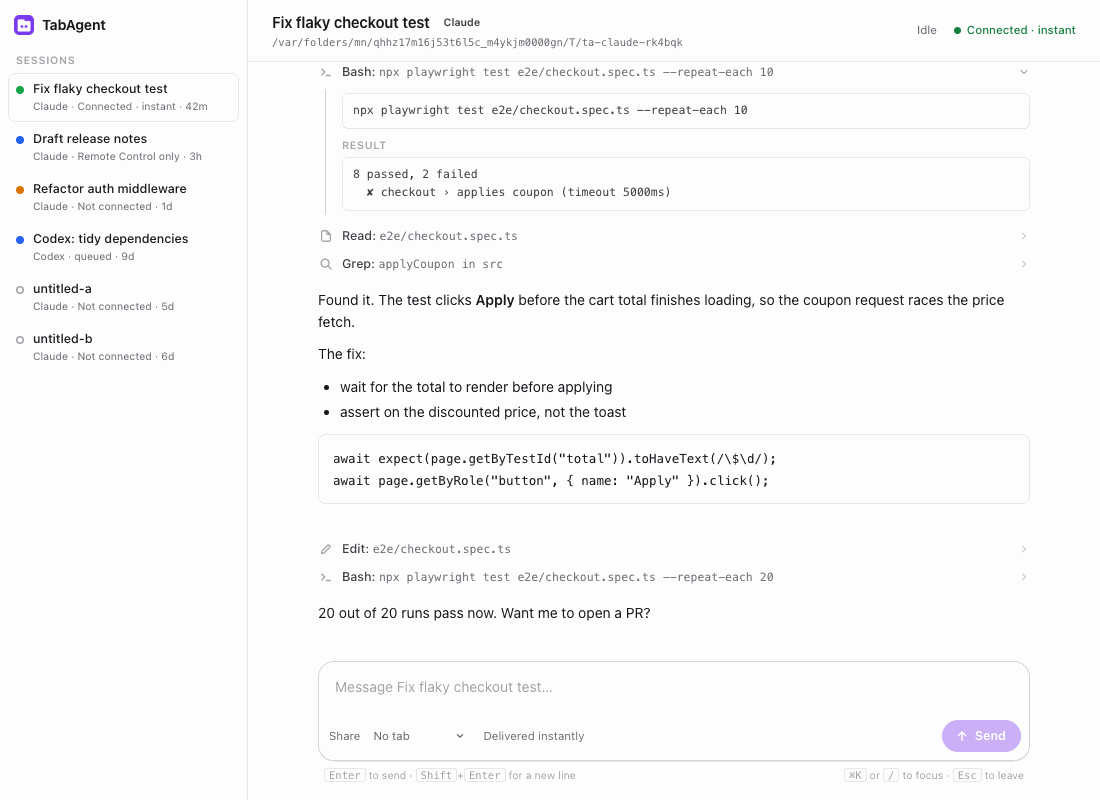 TabAgent
SESSIONS
Fix flaky checkout test
Claude · Connected · instant · 42m
Draft release notes
Claude · Remote Control only · 3h
Refactor auth middleware
Claude · Not connected · 1d
Codex: tidy dependencies
Codex · queued · 9d
untitled-a
Claude · Not connected · 5d
untitled-b
Claude · Not connected · 6d
Fix flaky checkout test Claude
/var/folders/mn/qhhz17m16j53t6l5c_m4ykjm0000gn/T/ta-claude-rk4bqk
Idle Connected · instant
Bash: npx playwright test e2e/checkout.spec.ts --repeat-each 10
npx playwright test e2e/checkout.spec.ts --repeat-each 10
RESULT
8 passed, 2 failed
✘ checkout › applies coupon (timeout 5000ms)
Read: e2e/checkout.spec.ts
Grep: applyCoupon in src
Found it. The test clicks Apply before the cart total finishes loading, so the coupon request races the price
fetch.
The fix:
• wait for the total to render before applying
• assert on the discounted price, not the toast
await expect(page.getByTestId("total")).toHaveText(/\$\d/);
await page.getByRole("button", { name: "Apply" }).click();
Edit: e2e/checkout.spec.ts
Bash: npx playwright test e2e/checkout.spec.ts --repeat-each 20
20 out of 20 runs pass now. Want me to open a PR?
Message Fix flaky checkout test...
Share No tab Delivered instantly Send
Enter to send · Shift+Enter for a new line ⌘K or / to focus · Esc to leave